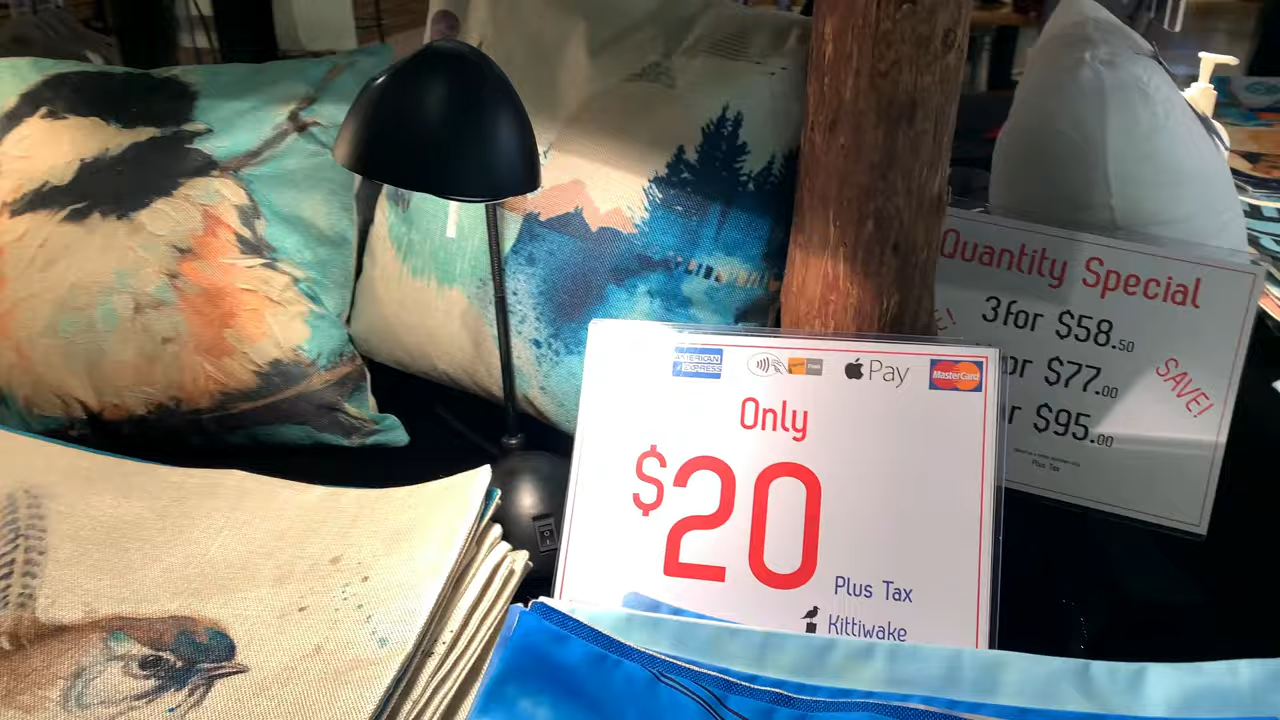 AMERICAN
EXPRESS
Pay
MasterCard
Only
$20
Plus Tax
Kittiwake
Quantity Special
3 for $58.50
or $77.00
r $95.00
Plus Tax
E!
SAVE!